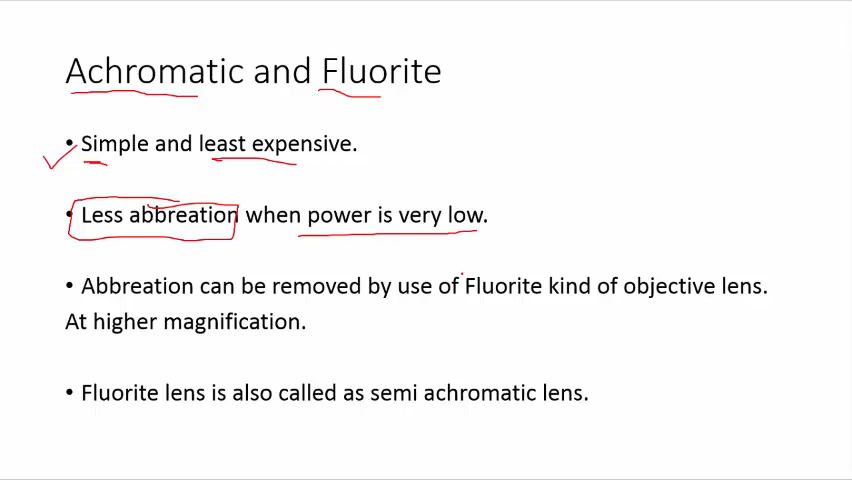 Achromatic and Fluorite
• Simple and least expensive.
• Less abbreation when power is very low.
• Abbreation can be removed by use of Fluorite kind of objective lens.
At higher magnification.
• Fluorite lens is also called as semi achromatic lens.